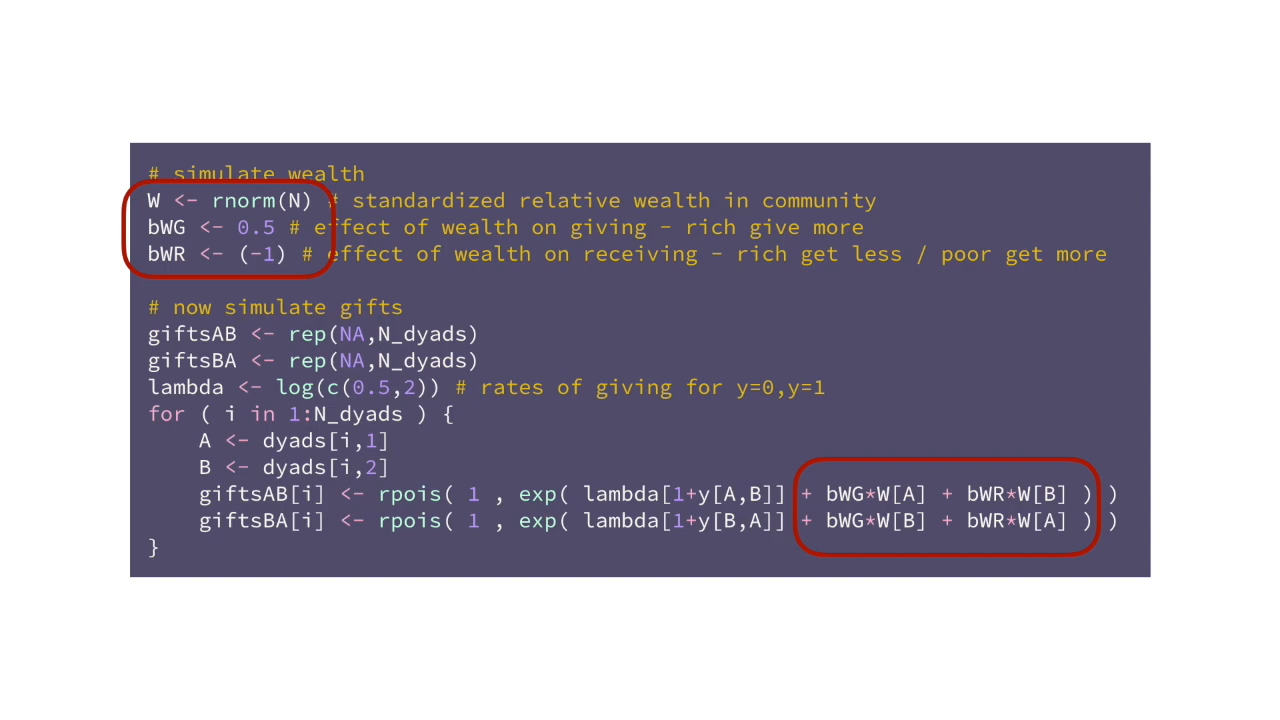 # simulate wealth
W <- rnorm(N) # standardized relative wealth in community
bWG <- 0.5 # effect of wealth on giving - rich give more
bWR <- (-1) # effect of wealth on receiving - rich get less / poor get more
# now simulate gifts
giftsAB <- rep(NA,N_dyads)
giftsBA <- rep(NA,N_dyads)
lambda <- log(c(0.5,2)) # rates of giving for y=0,y=1
for ( i in 1:N_dyads ) {
    A <- dyads[i,1]
    B <- dyads[i,2]
    giftsAB[i] <- rpois( 1 , exp( lambda[1+y[A,B]] + bWG*W[A] + bWR*W[B] ) )
    giftsBA[i] <- rpois( 1 , exp( lambda[1+y[B,A]] + bWG*W[B] + bWR*W[A] ) )
}